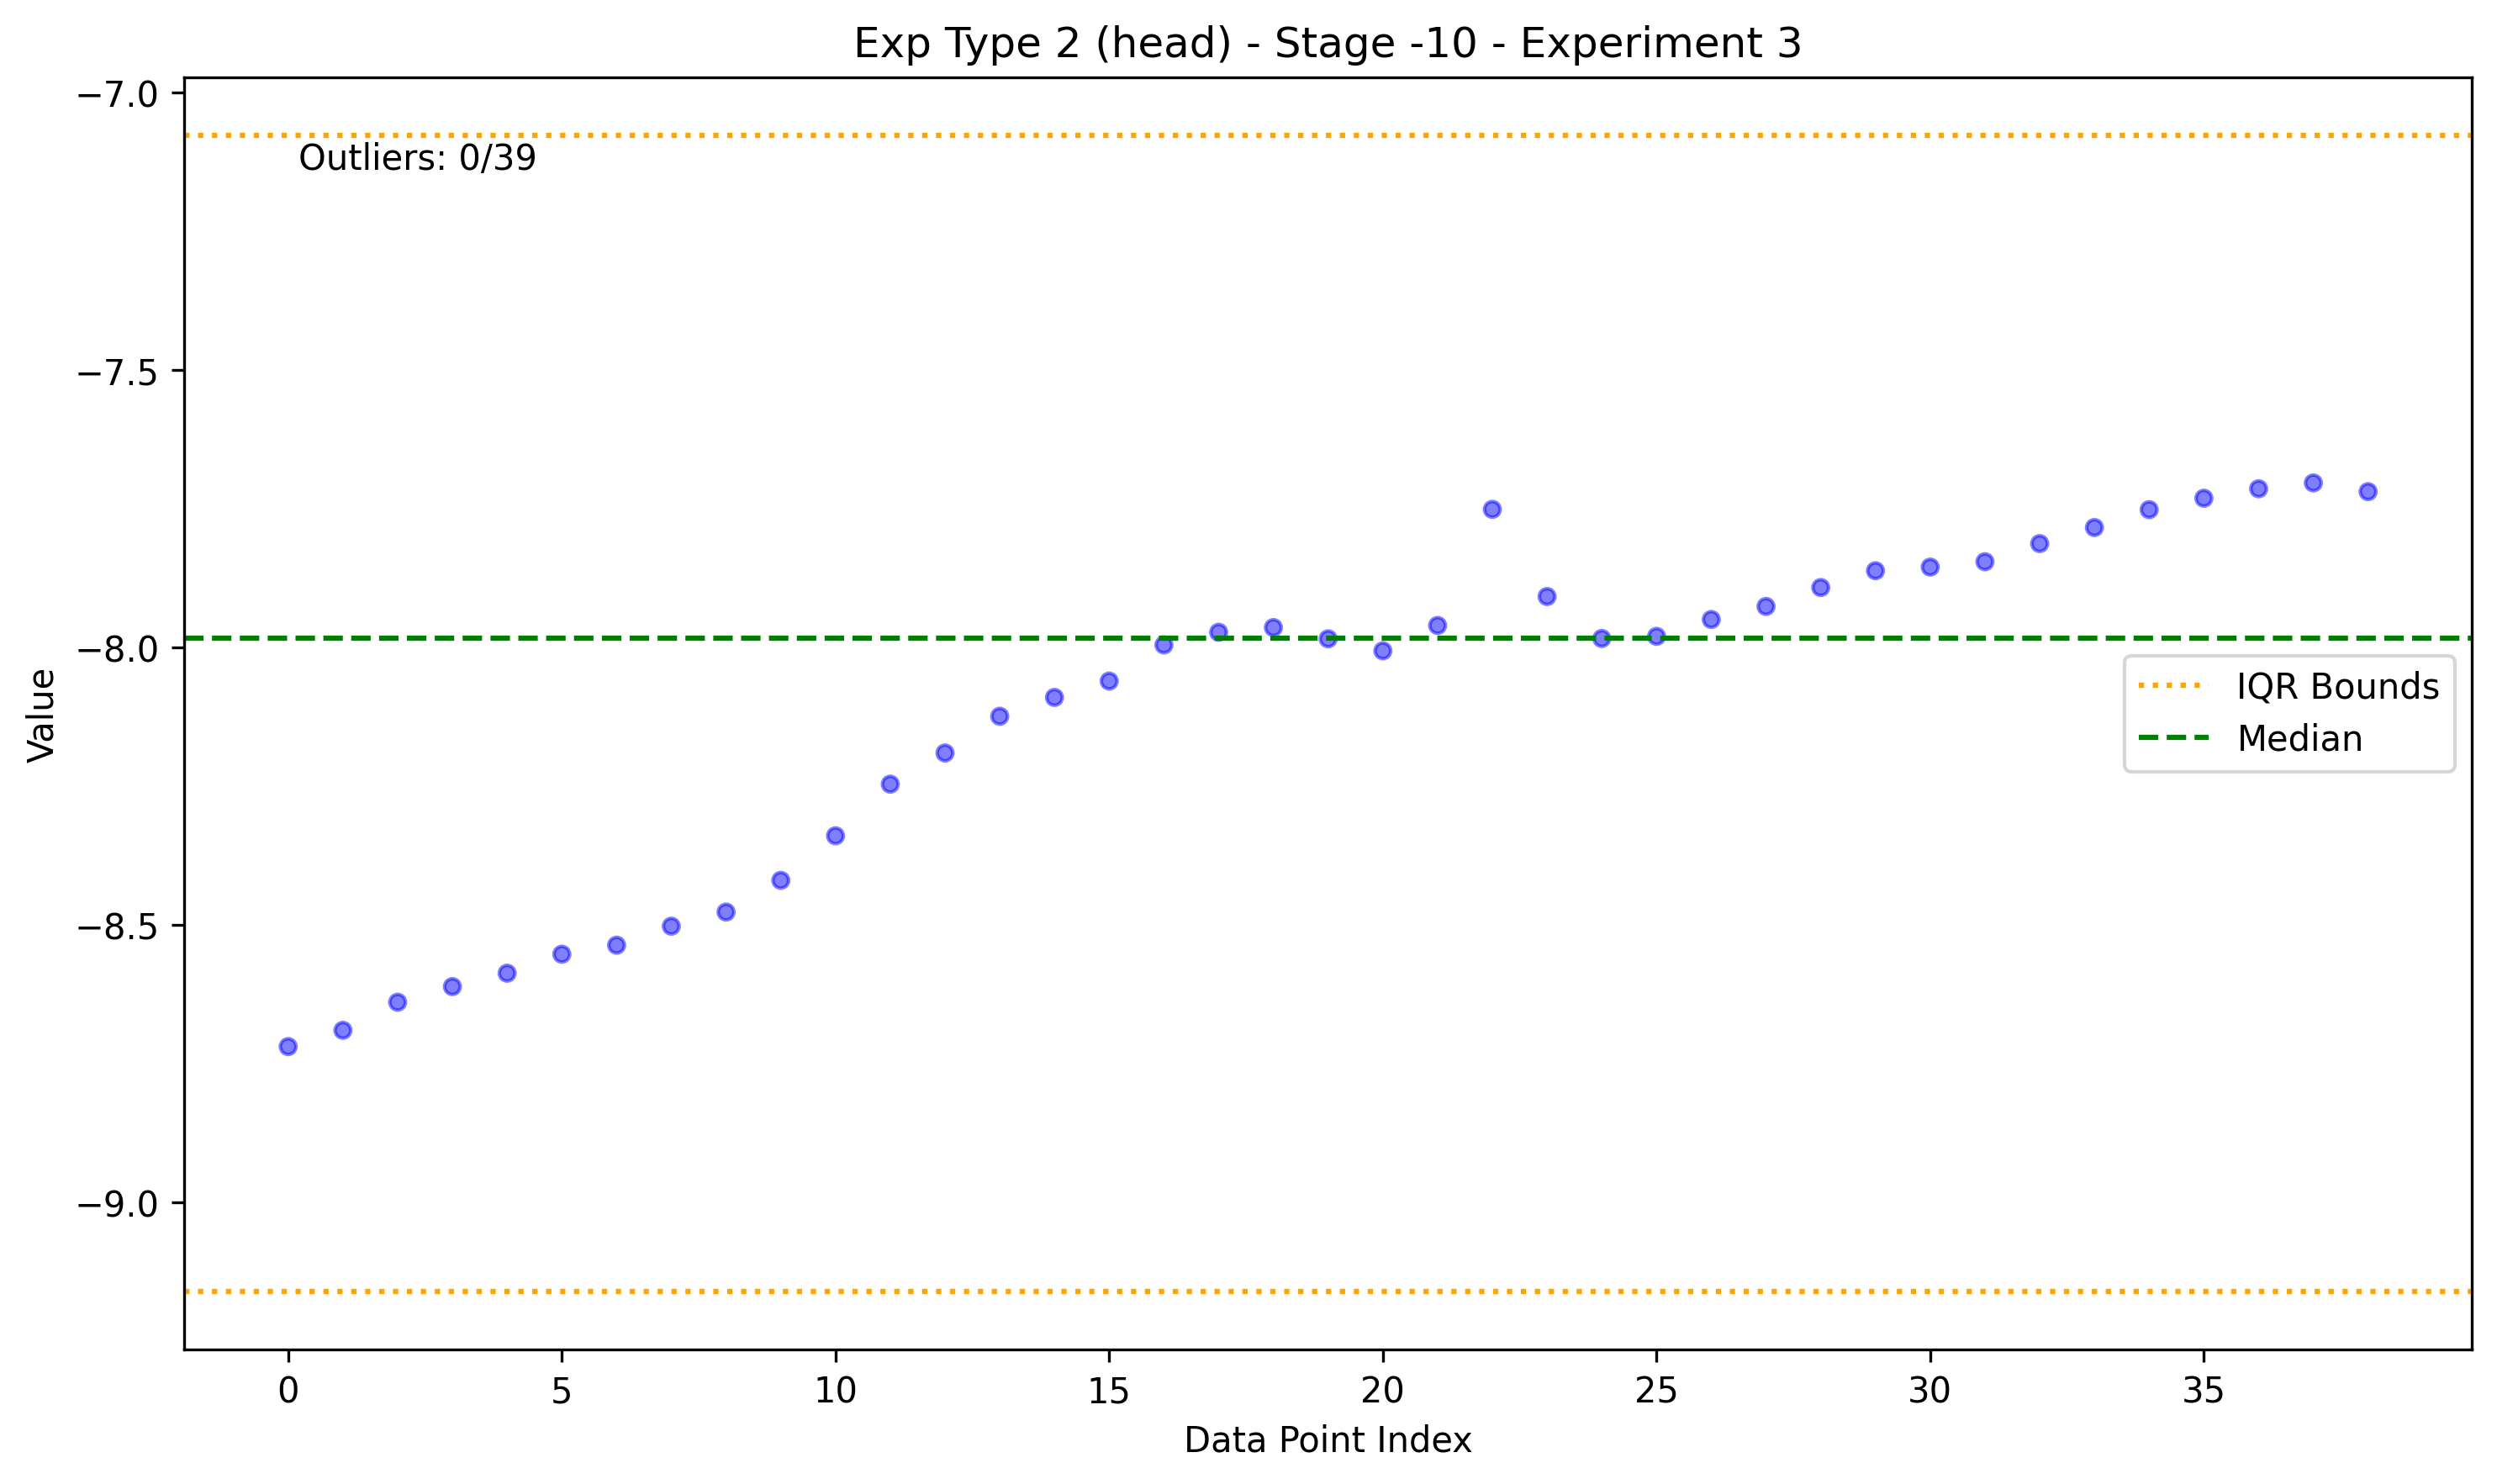 Exp Type 2 (head) - Stage -10 - Experiment 3
−7.0
Outliers: 0/39
−7.5
−8.0
−8.5
−9.0
Value
IQR Bounds
Median
0 5 10 15 20 25 30 35
Data Point Index